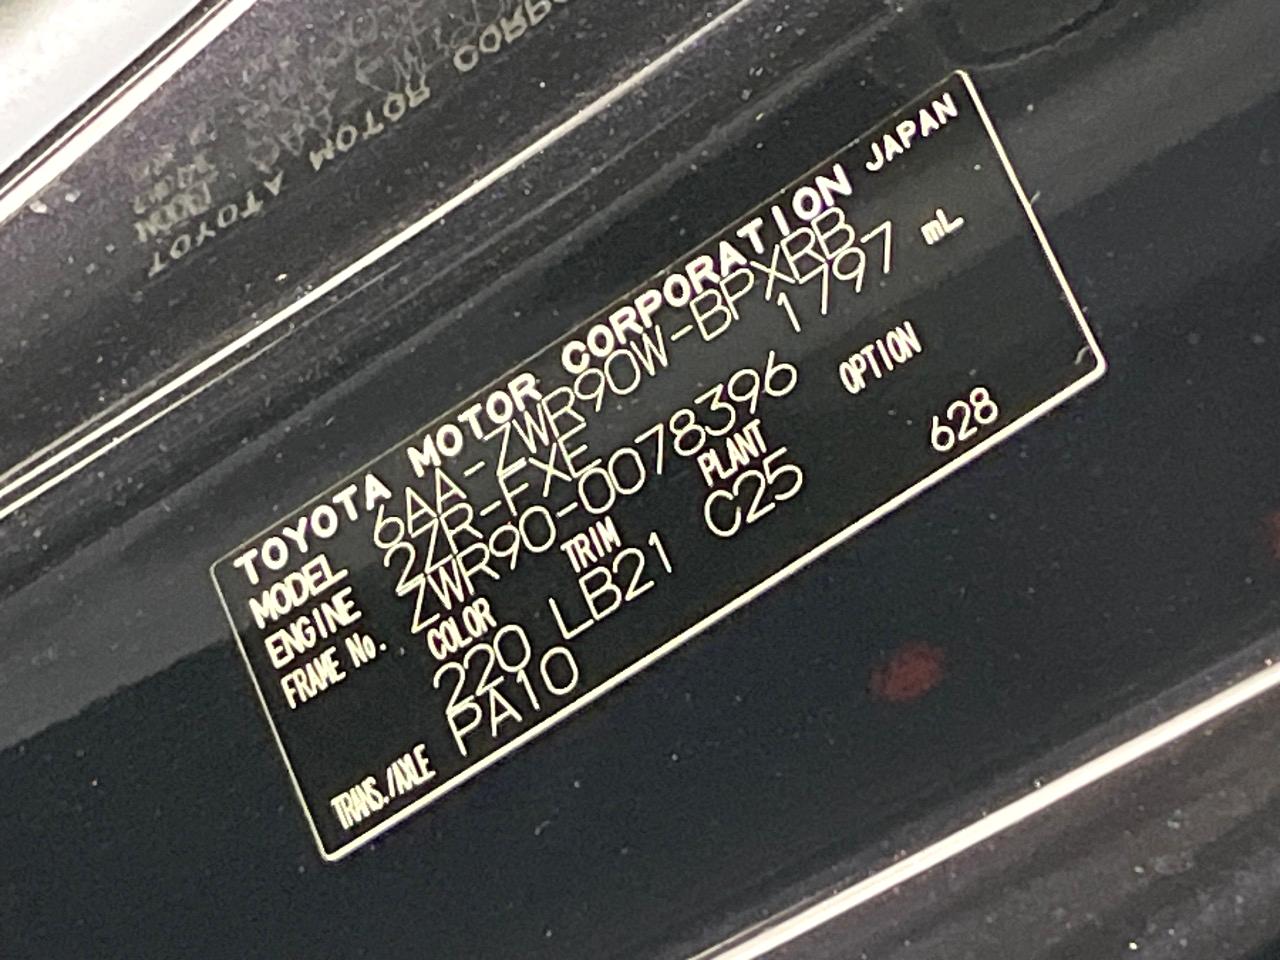 TOYOTA MOTOR CORPORATION JAPAN
MODEL 6AA-ZWR90W-BPXRB
ENGINE 2ZR-FXE 1797 mL
FRAME No. ZWR90-0078396
COLOR TRIM PLANT OPTION
220 LB21 C25 628
TRANS./AXLE PA10